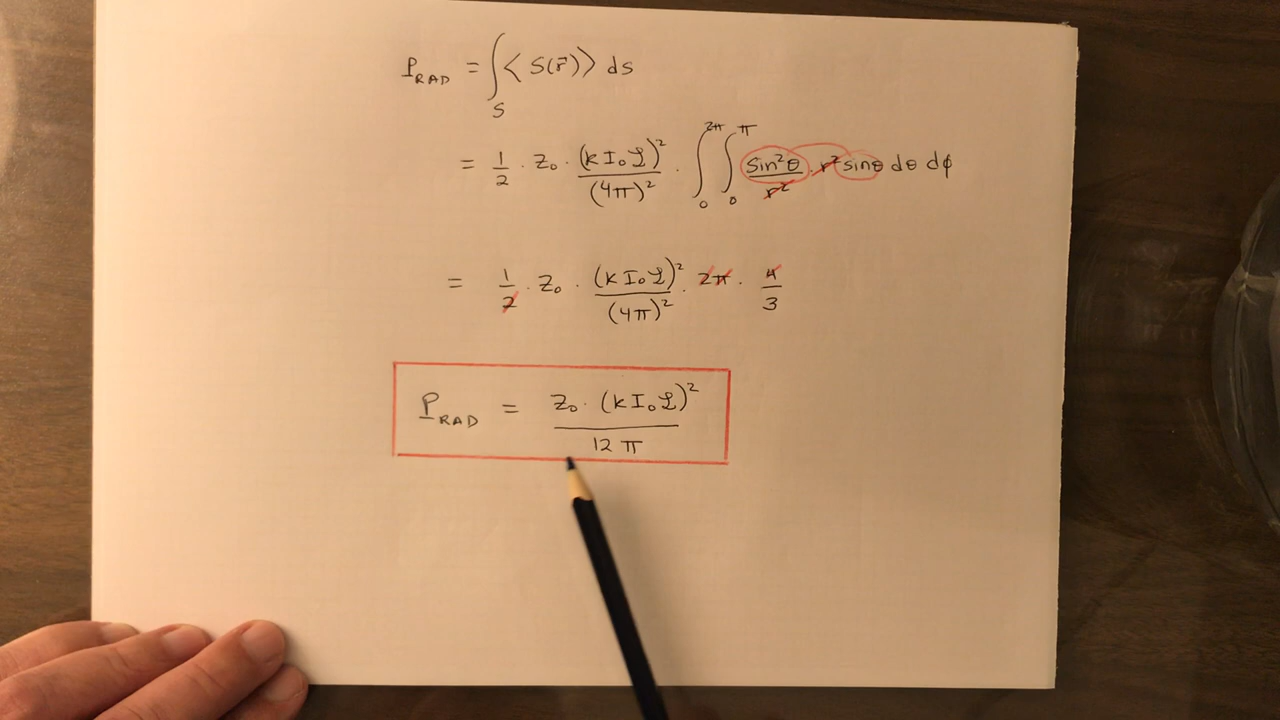 P_RAD = ∫_S ⟨ S(r⃗) ⟩ ds
= 1/2 · Z₀ · (k I₀ ℒ)²/(4π)² · ∫₀^2π ∫₀^π sin²θ/r² · r² sinθ dθ dϕ
= 1/2 · Z₀ · (k I₀ ℒ)²/(4π)² · 2π · 4/3
P_RAD = Z₀ · (k I₀ ℒ)²/12 π